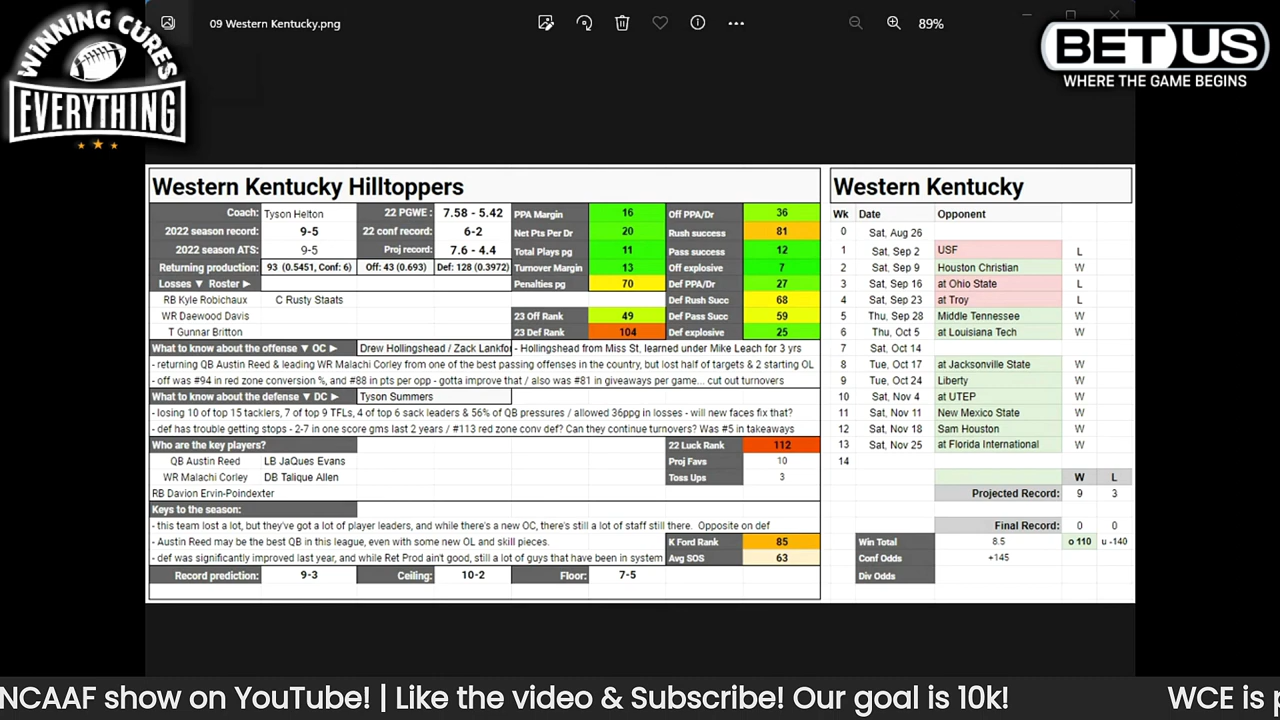 WINNING CURES
EVERYTHING
09 Western Kentucky.png
89%
BETUS
WHERE THE GAME BEGINS
Western Kentucky Hilltoppers
Coach: Tyson Helton 22 PGWE : 7.58 - 5.42 PPA Margin 16 Off PPA/Dr 36
2022 season record: 9-5 22 conf record: 6-2 Net Pts Per Dr 20 Rush success 81
2022 season ATS: 9-5 Proj record: 7.6 - 4.4 Total Plays pg 11 Pass success 12
Returning production: 93 (0.5451, Conf: 6) Off: 43 (0.693) Def: 128 (0.3972) Turnover Margin 13 Off explosive 7
Losses ▼ Roster ► Penalties pg 70 Def PPA/Dr 27
RB Kyle Robichaux C Rusty Staats Def Rush Succ 68
WR Daewood Davis 23 Off Rank 49 Def Pass Succ 59
T Gunnar Britton 23 Def Rank 104 Def explosive 25
What to know about the offense ▼ OC ► Drew Hollingshead / Zack Lankfor - Hollingshead from Miss St, learned under Mike Leach for 3 yrs
- returning QB Austin Reed & leading WR Malachi Corley from one of the best passing offenses in the country, but lost half of targets & 2 starting OL
- off was #94 in red zone conversion %, and #88 in pts per opp - gotta improve that / also was #81 in giveaways per game... cut out turnovers
What to know about the defense ▼ DC ► Tyson Summers
- losing 10 of top 15 tacklers, 7 of top 9 TFLs, 4 of top 6 sack leaders & 56% of QB pressures / allowed 36ppg in losses - will new faces fix that?
- def has trouble getting stops - 2-7 in one score gms last 2 years / #113 red zone conv def? Can they continue turnovers? Was #5 in takeaways
Who are the key players? 22 Luck Rank 112
QB Austin Reed LB JaQues Evans Proj Favs 10
WR Malachi Corley DB Talique Allen Toss Ups 3
RB Davion Ervin-Poindexter
Keys to the season:
- this team lost a lot, but they've got a lot of player leaders, and while there's a new OC, there's still a lot of staff still there. Opposite on def
- Austin Reed may be the best QB in this league, even with some new OL and skill pieces. K Ford Rank 85
- def was significantly improved last year, and while Ret Prod ain't good, still a lot of guys that have been in system Avg SOS 63
Record prediction: 9-3 Ceiling: 10-2 Floor: 7-5
Western Kentucky
Wk Date Opponent
0 Sat, Aug 26
1 Sat, Sep 2 USF L
2 Sat, Sep 9 Houston Christian W
3 Sat, Sep 16 at Ohio State L
4 Sat, Sep 23 at Troy L
5 Thu, Sep 28 Middle Tennessee W
6 Thu, Oct 5 at Louisiana Tech W
7 Sat, Oct 14
8 Tue, Oct 17 at Jacksonville State W
9 Tue, Oct 24 Liberty W
10 Sat, Nov 4 at UTEP W
11 Sat, Nov 11 New Mexico State W
12 Sat, Nov 18 Sam Houston W
13 Sat, Nov 25 at Florida International W
14
W L
Projected Record: 9 3
Final Record: 0 0
Win Total 8.5 o 110 u -140
Conf Odds +145
Div Odds
NCAAF show on YouTube! | Like the video & Subscribe! Our goal is 10k! WCE is p